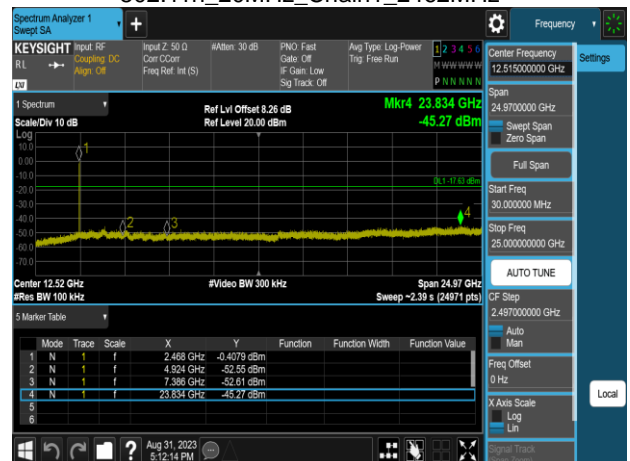 Spectrum Analyzer 1
Swept SA
+
Frequency
KEYSIGHT
RL
LXI
Input: RF
Coupling: DC
Align: Off
Input Z: 50 Ω
Corr CCorr
Freq Ref: Int (S)
#Atten: 30 dB
PNO: Fast
Gate: Off
IF Gain: Low
Sig Track: Off
Avg Type: Log-Power
Trig: Free Run
1 2 3 4 5 6
M W W W W W
P N N N N N
Center Frequency
12.515000000 GHz
Settings
Span
24.9700000 GHz
Swept Span
Zero Span
Full Span
Start Freq
30.000000 MHz
Stop Freq
25.000000000 GHz
AUTO TUNE
CF Step
2.497000000 GHz
Auto
Man
Freq Offset
0 Hz
X Axis Scale
Log
Lin
Local
Signal Track
1 Spectrum
Scale/Div 10 dB
Log
Ref Lvl Offset 8.26 dB
Ref Level 20.00 dBm
Mkr4 23.834 GHz
-45.27 dBm
10.0
0.00
-10.0
-20.0
-30.0
-40.0
-50.0
-60.0
-70.0
1
2
3
4
DL1 -17.63 dBm
Center 12.52 GHz
#Res BW 100 kHz
#Video BW 300 kHz
Span 24.97 GHz
Sweep ~2.39 s (24971 pts)
5 Marker Table
Mode Trace Scale X Y Function Function Width Function Value
1 N 1 f 2.468 GHz -0.4079 dBm
2 N 1 f 4.924 GHz -52.55 dBm
3 N 1 f 7.386 GHz -52.61 dBm
4 N 1 f 23.834 GHz -45.27 dBm
5
6
?
Aug 31, 2023
5:12:14 PM